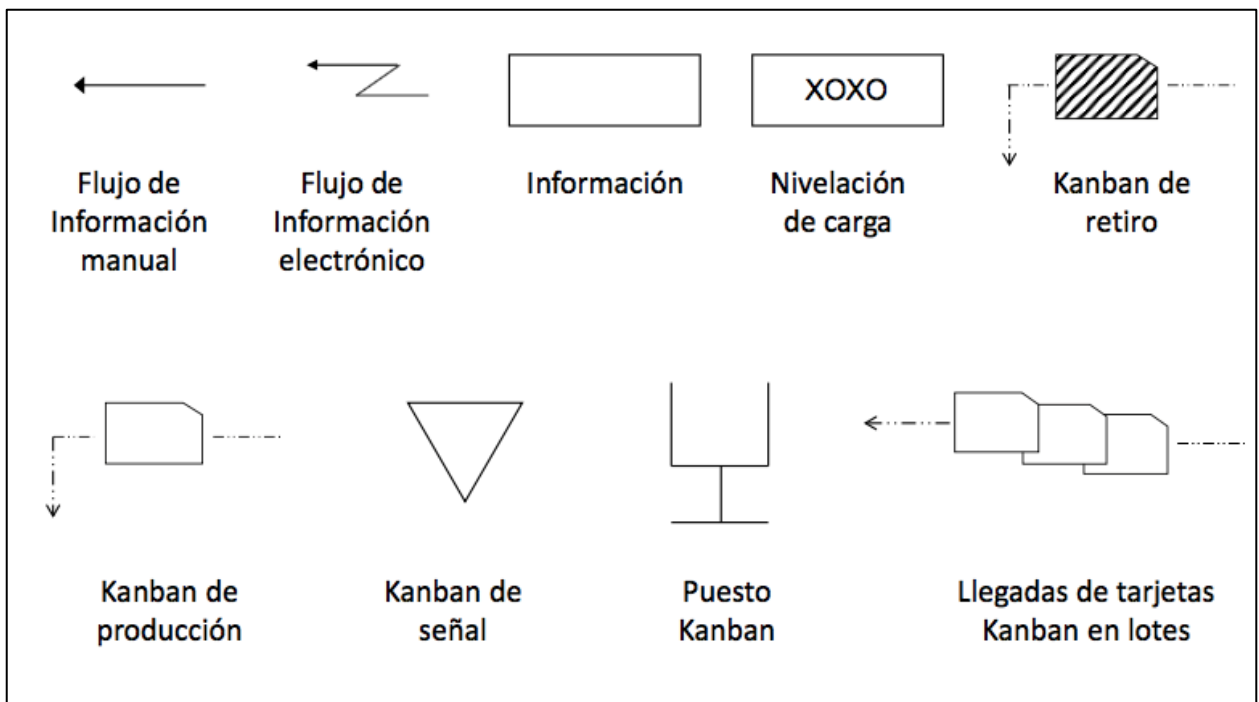 XOXO
Flujo de
Información
manual
Flujo de
Información
electrónico
Información
Nivelación
de carga
Kanban de
retiro
Kanban de
producción
Kanban de
señal
Puesto
Kanban
Llegadas de tarjetas
Kanban en lotes